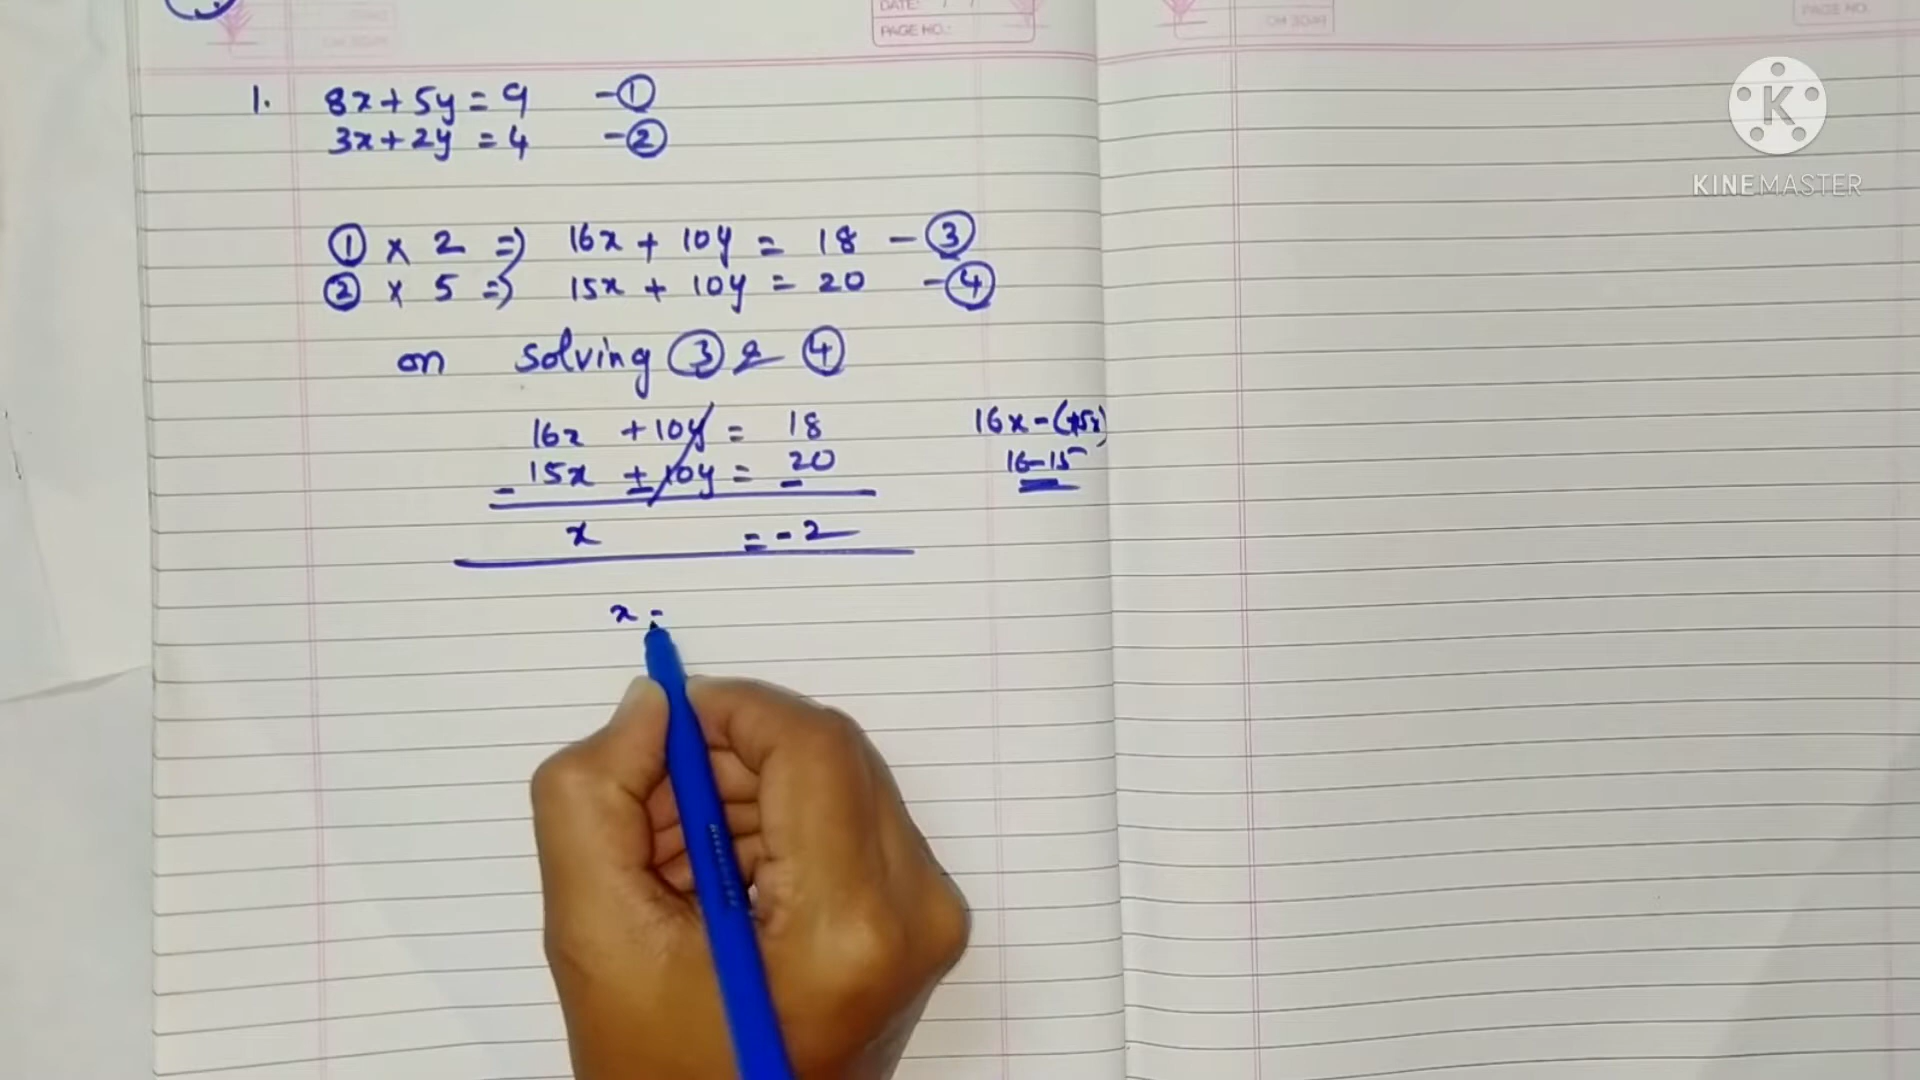 DATE: / /
PAGE NO.:
PAGE NO.
1. 8x + 5y = 9 - ①
3x + 2y = 4 - ②
① × 2 => 16x + 10y = 18 - ③
② × 5 => 15x + 10y = 20 - ④
on solving ③ & ④
16x + 10y = 18
- 15x ± 10y = - 20
x = - 2
16x - (+15x)
16 - 15
x =
KINEMASTER